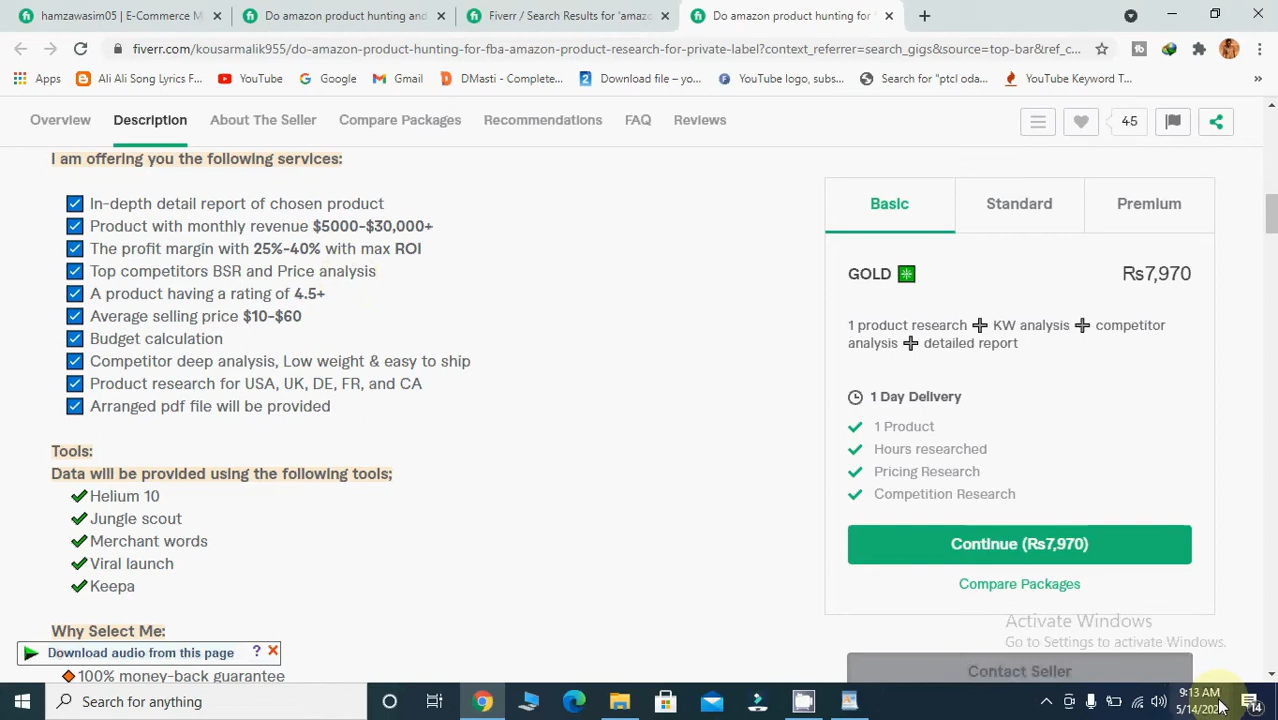 hamzawasim05 | E-Commerce M
Do amazon product hunting and
Fiverr / Search Results for 'amazo
Do amazon product hunting for
fiverr.com/kousarmalik955/do-amazon-product-hunting-for-fba-amazon-product-research-for-private-label?context_referrer=search_gigs&source=top-bar&ref_c...
Apps
Ali Ali Song Lyrics F...
YouTube
Google
Gmail
DMasti - Complete...
Download file – yo...
YouTube logo, subs...
Search for "ptcl oda...
YouTube Keyword T...
»
Overview
Description
About The Seller
Compare Packages
Recommendations
FAQ
Reviews
45
I am offering you the following services:
In-depth detail report of chosen product
Product with monthly revenue $5000-$30,000+
The profit margin with 25%-40% with max ROI
Top competitors BSR and Price analysis
A product having a rating of 4.5+
Average selling price $10-$60
Budget calculation
Competitor deep analysis, Low weight & easy to ship
Product research for USA, UK, DE, FR, and CA
Arranged pdf file will be provided
Tools:
Data will be provided using the following tools;
Helium 10
Jungle scout
Merchant words
Viral launch
Keepa
Why Select Me:
100% money-back guarantee
Download audio from this page
?
Basic
Standard
Premium
GOLD
₨7,970
1 product research ➕ KW analysis ➕ competitor
analysis ➕ detailed report
1 Day Delivery
1 Product
Hours researched
Pricing Research
Competition Research
Continue (₨7,970)
Compare Packages
Activate Windows
Go to Settings to activate Windows.
Contact Seller
Search for anything
9:13 AM
5/14/202
14